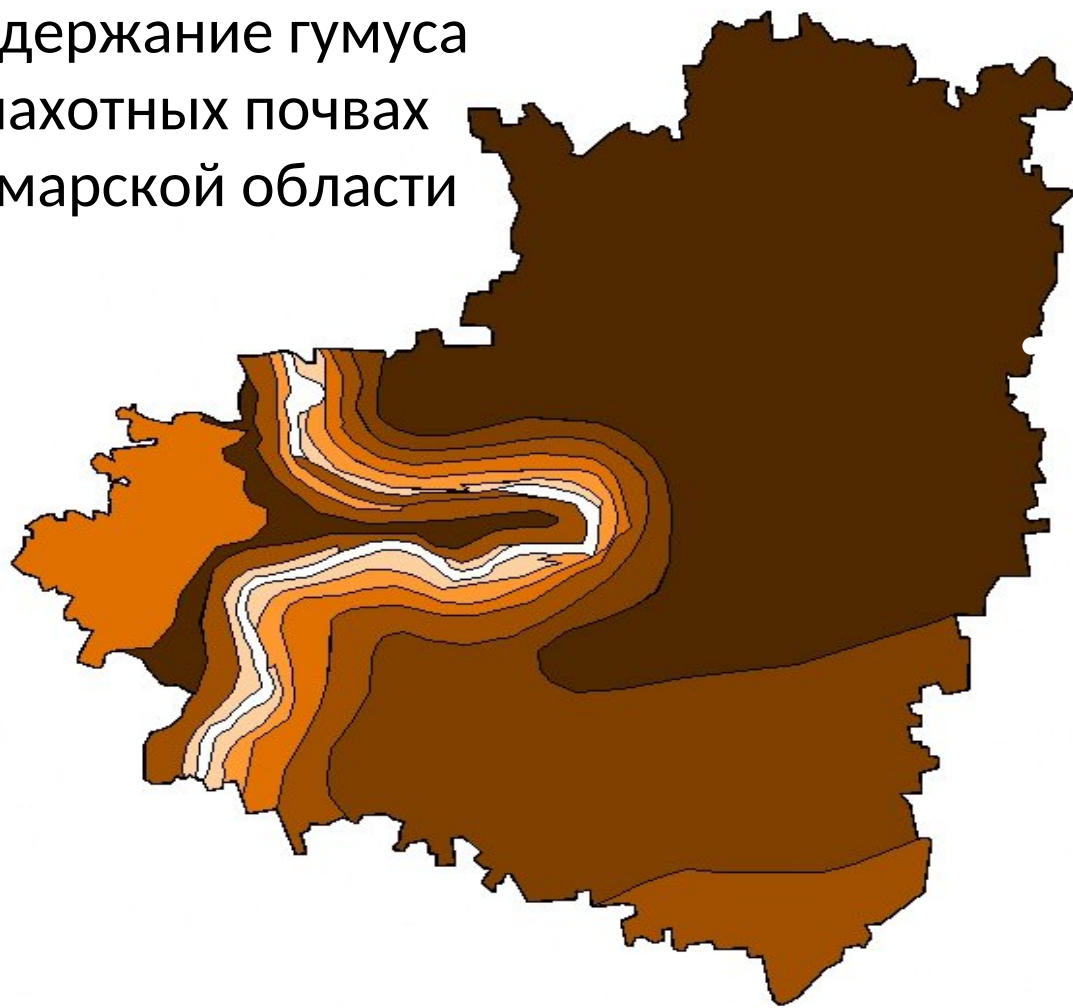 держание гумуса
ахотных почвах
марской области